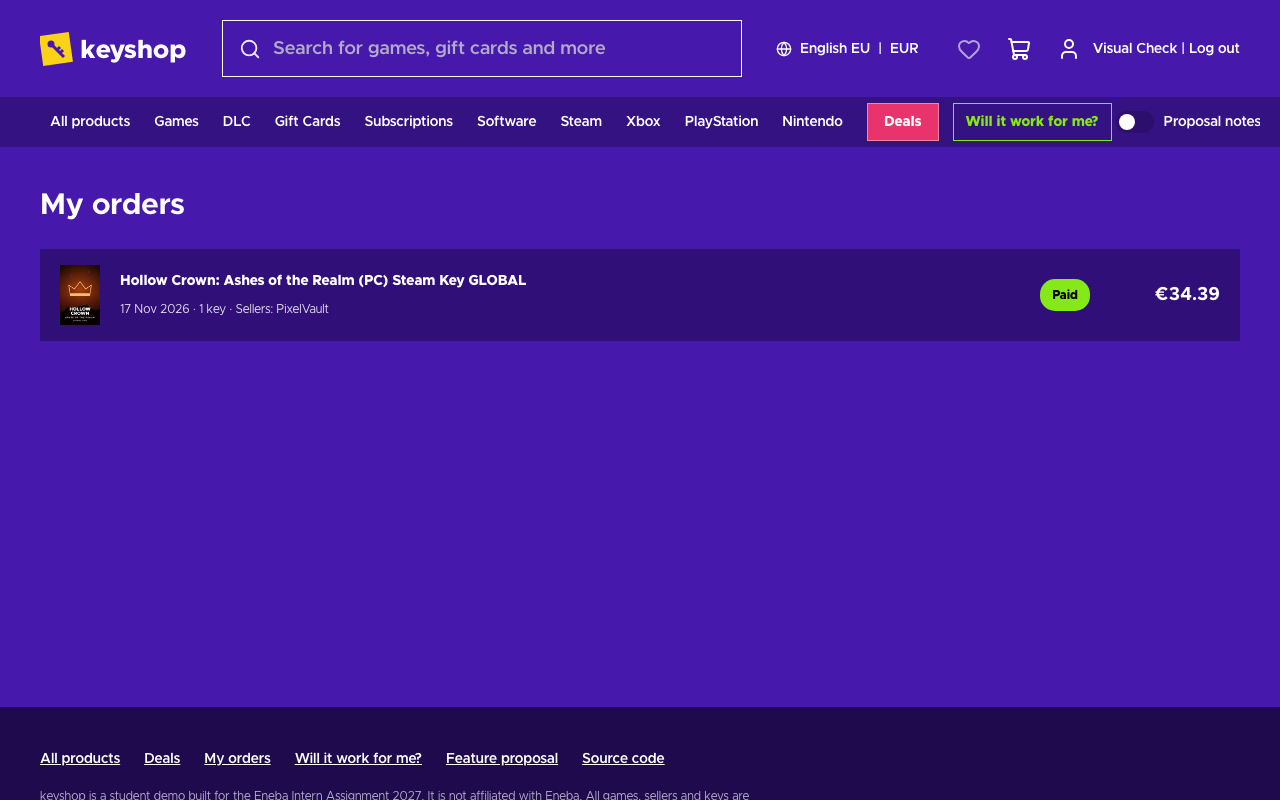 keyshop
Search for games, gift cards and more
English EU | EUR
Visual Check | Log out
All products
Games
DLC
Gift Cards
Subscriptions
Software
Steam
Xbox
PlayStation
Nintendo
Deals
Will it work for me?
Proposal notes
My orders
HOLLOW
CROWN
Hollow Crown: Ashes of the Realm (PC) Steam Key GLOBAL
17 Nov 2026 · 1 key · Sellers: PixelVault
Paid
€34.39
All products
Deals
My orders
Will it work for me?
Feature proposal
Source code
keyshop is a student demo built for the Eneba Intern Assignment 2027. It is not affiliated with Eneba. All games, sellers and keys are